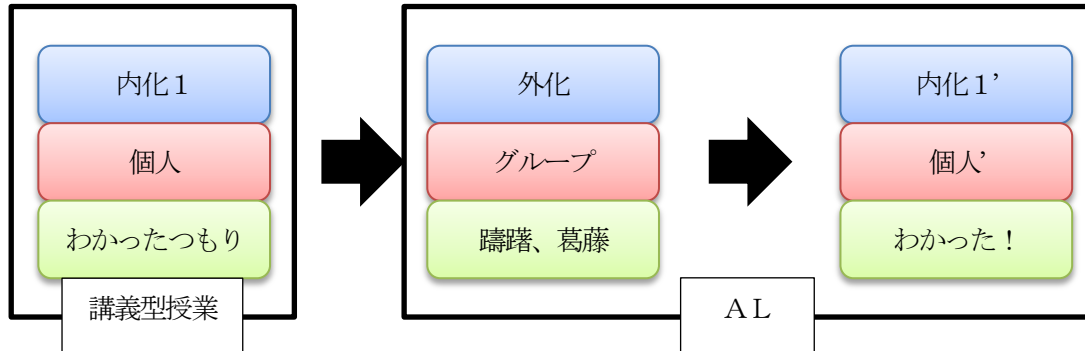 内化１
個人
わかったつもり
講義型授業
外化
グループ
躊躇、葛藤
内化１’
個人’
わかった！
ＡＬ